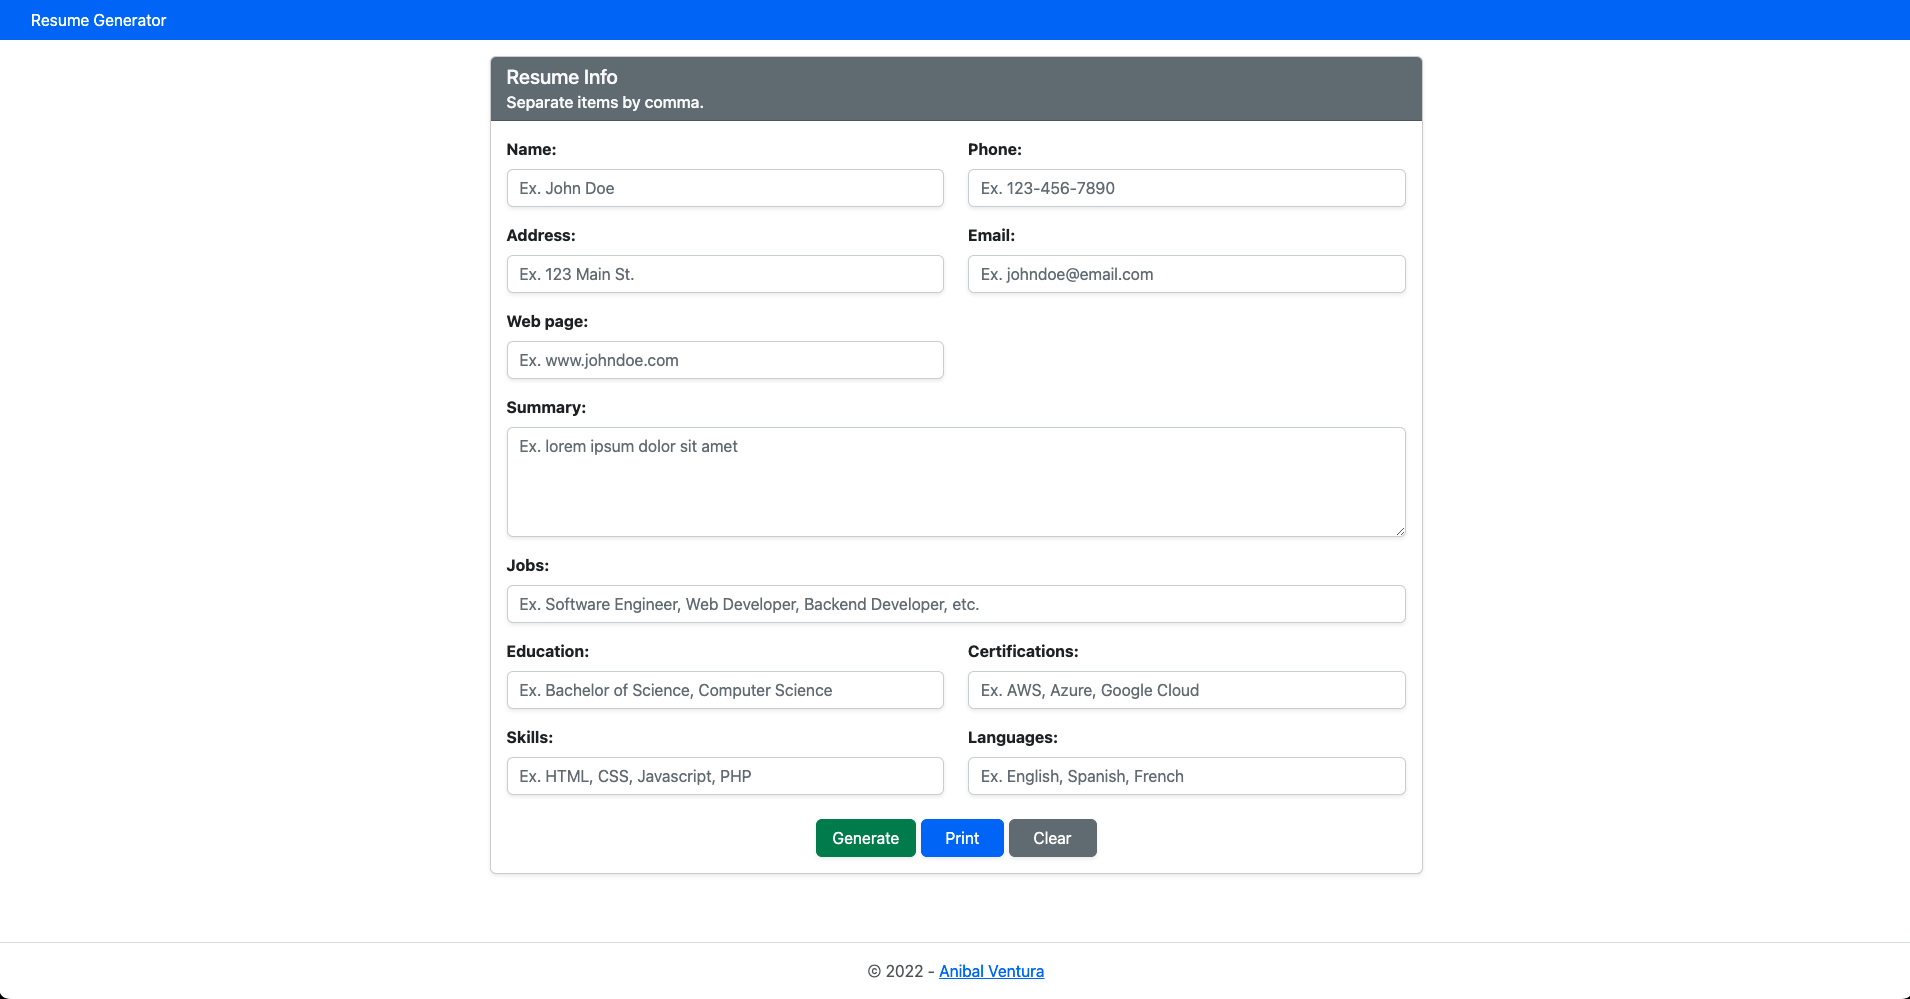 Resume Generator
Resume Info
Separate items by comma.
Name:
Phone:
Ex. John Doe
Ex. 123-456-7890
Address:
Email:
Ex. 123 Main St.
Ex. johndoe@email.com
Web page:
Ex. www.johndoe.com
Summary:
Ex. lorem ipsum dolor sit amet
Jobs:
Ex. Software Engineer, Web Developer, Backend Developer, etc.
Education:
Certifications:
Ex. Bachelor of Science, Computer Science
Ex. AWS, Azure, Google Cloud
Skills:
Languages:
Ex. HTML, CSS, Javascript, PHP
Ex. English, Spanish, French
Generate
Print
Clear
© 2022 - Anibal Ventura